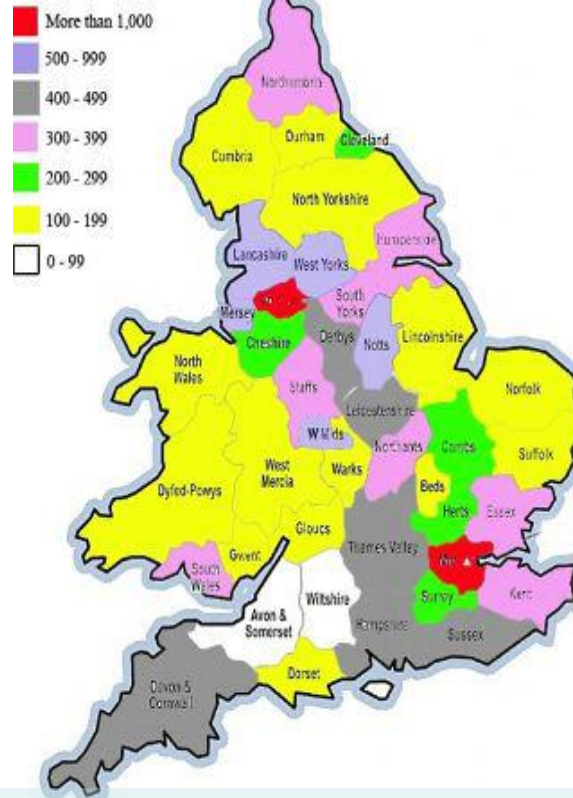 More than 1,000
500 - 999
400 - 499
300 - 399
200 - 299
100 - 199
0 - 99
Northumbria
Durham
Cleveland
Cumbria
North Yorkshire
Humberside
Lancashire
West Yorks
South
Yorks
Mersey
Cheshire
Derbys
Notts
Lincolnshire
North
Wales
Staffs
Leicestershire
Norfolk
W Mids
Northants
Cambs
Suffolk
West
Mercia
Warks
Beds
Dyfed-Powys
Herts
Essex
Gloucs
Thames Valley
Gwent
South
Wales
Surrey
Kent
Avon &
Somerset
Wiltshire
Hampshire
Sussex
Dorset
Devon &
Cornwall